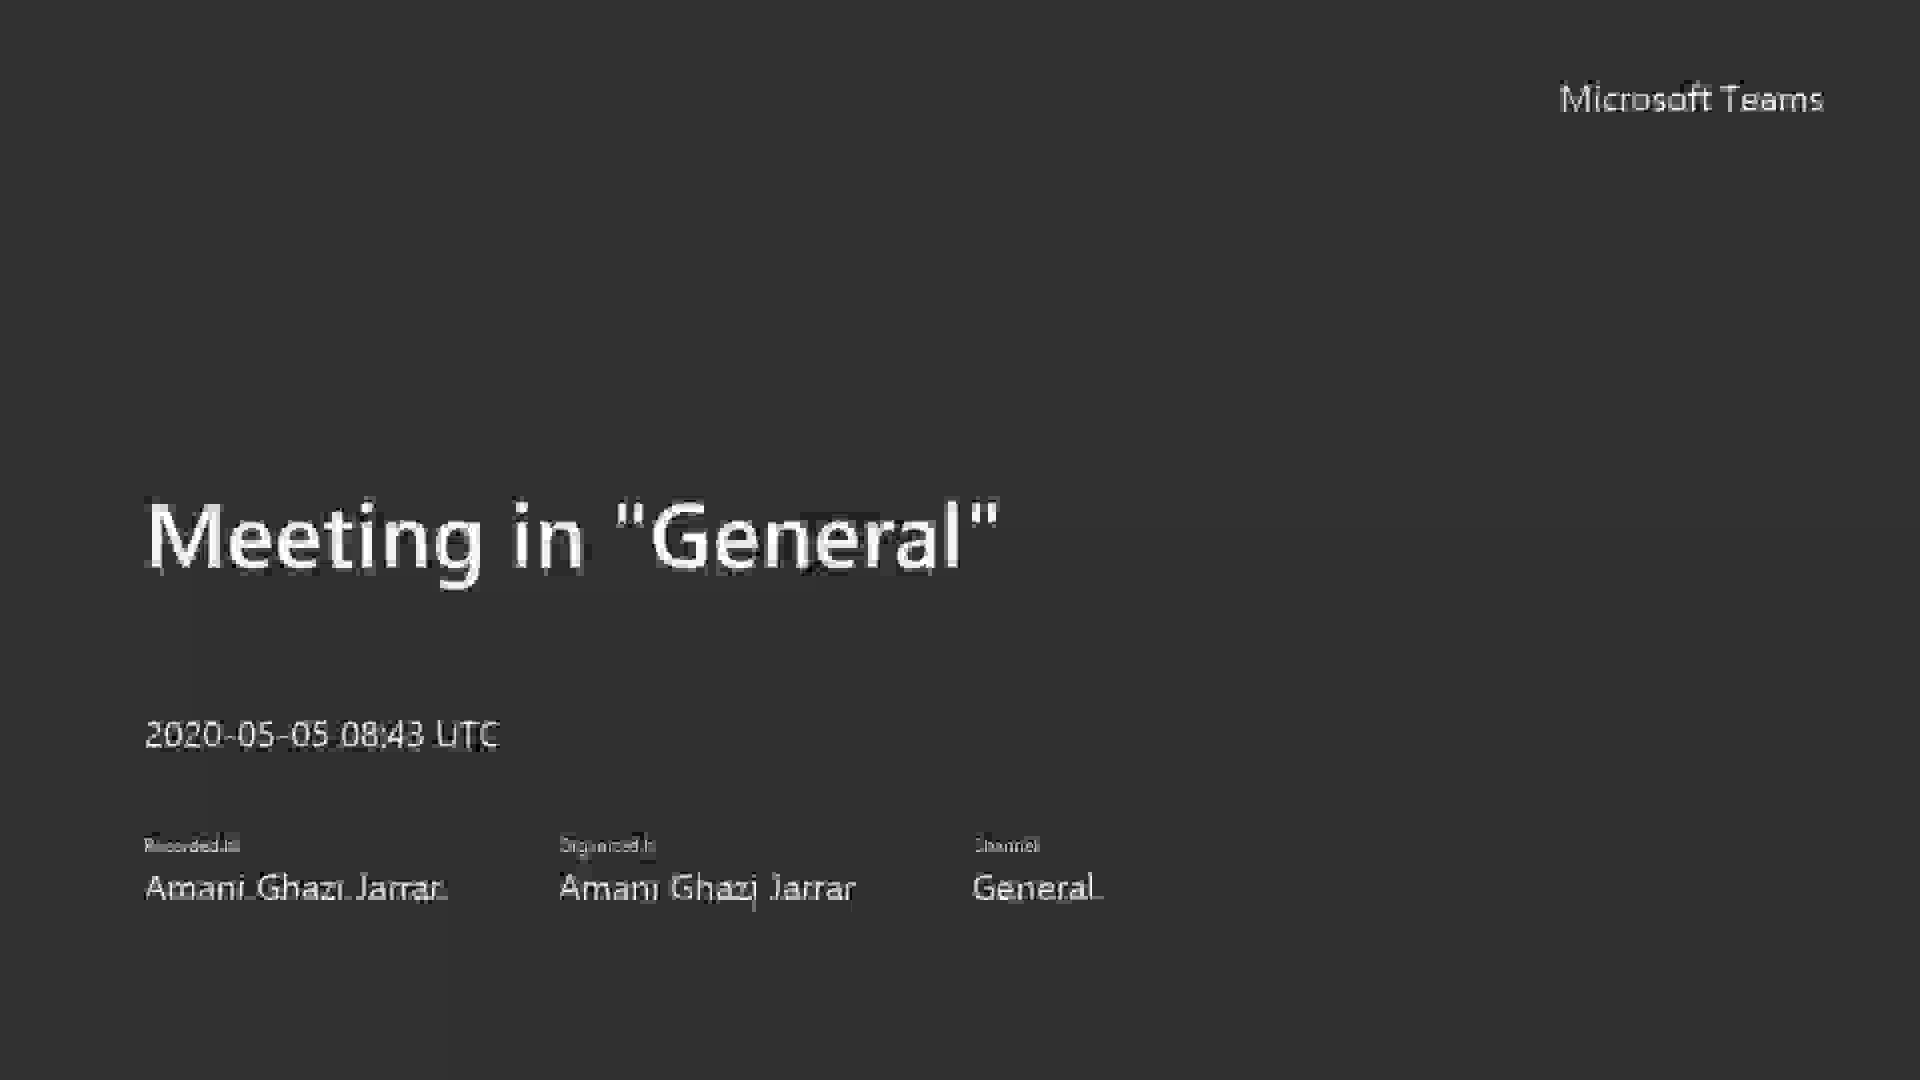 Microsoft Teams
Meeting in "General"
2020-05-05 08:43 UTC
Recorded by Organized by Channel
Amani Ghazi Jarrar Amani Ghazi Jarrar General